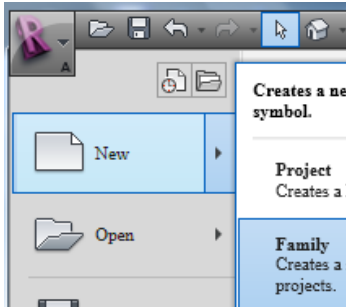 R
A
Creates a ne
symbol.
New
Project
Creates a
Open
Family
Creates a
projects.